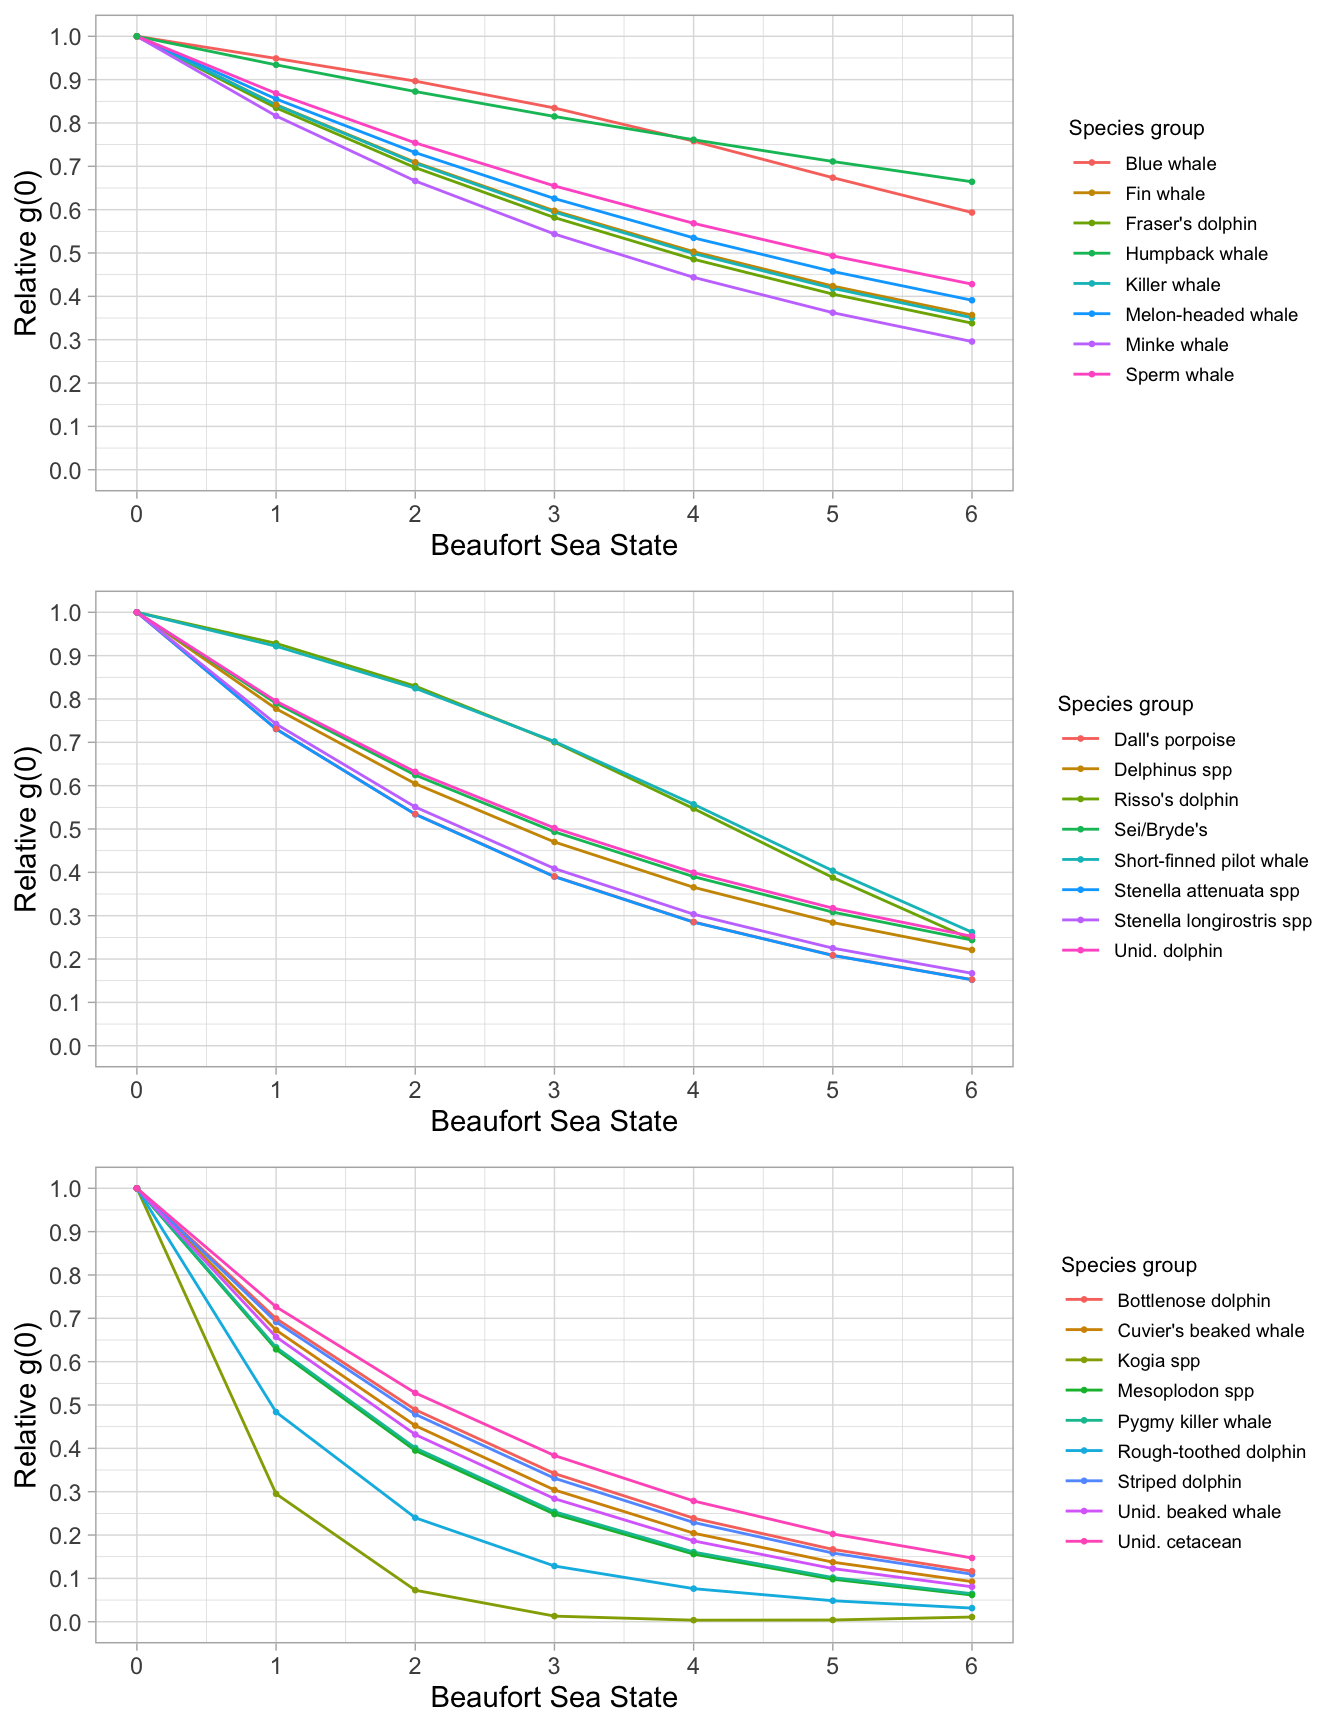 1.0
0.9
0.8
0.7
0.6
0.5
0.4
0.3
0.2
0.1
0.0
Relative g(0)
0 1 2 3 4 5 6
Beaufort Sea State
Species group
Blue whale
Fin whale
Fraser's dolphin
Humpback whale
Killer whale
Melon-headed whale
Minke whale
Sperm whale
1.0
0.9
0.8
0.7
0.6
0.5
0.4
0.3
0.2
0.1
0.0
Relative g(0)
0 1 2 3 4 5 6
Beaufort Sea State
Species group
Dall's porpoise
Delphinus spp
Risso's dolphin
Sei/Bryde's
Short-finned pilot whale
Stenella attenuata spp
Stenella longirostris spp
Unid. dolphin
1.0
0.9
0.8
0.7
0.6
0.5
0.4
0.3
0.2
0.1
0.0
Relative g(0)
0 1 2 3 4 5 6
Beaufort Sea State
Species group
Bottlenose dolphin
Cuvier's beaked whale
Kogia spp
Mesoplodon spp
Pygmy killer whale
Rough-toothed dolphin
Striped dolphin
Unid. beaked whale
Unid. cetacean